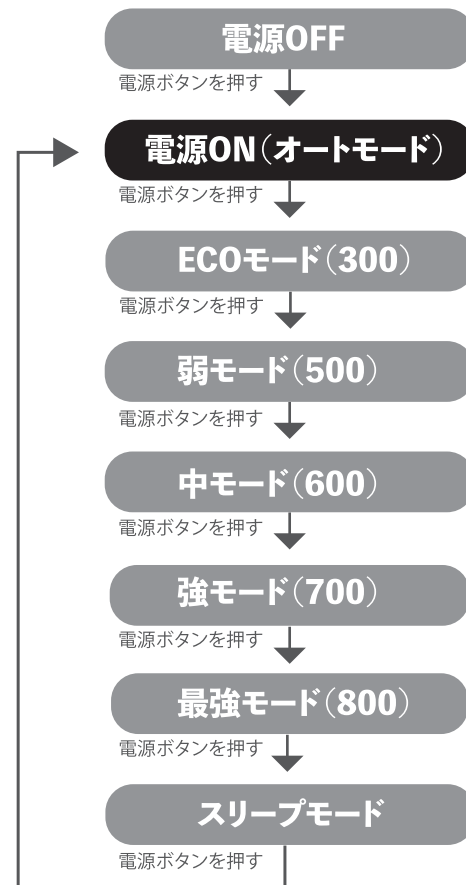 電源OFF
電源ボタンを押す
電源ON（オートモード）
電源ボタンを押す
ECOモード（300）
電源ボタンを押す
弱モード（500）
電源ボタンを押す
中モード（600）
電源ボタンを押す
強モード（700）
電源ボタンを押す
最強モード（800）
電源ボタンを押す
スリープモード
電源ボタンを押す